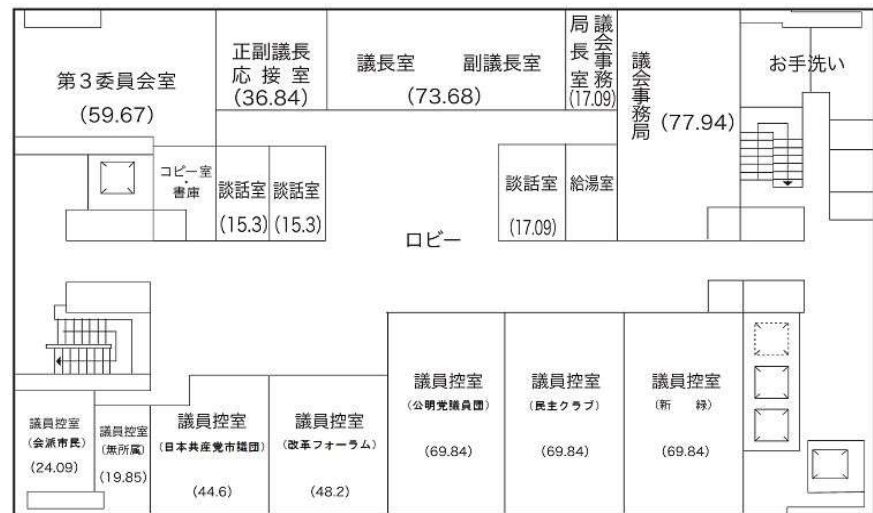 第3委員会室
(59.67)
正副議長
応接室
(36.84)
議長室　副議長室
(73.68)
議会事務
局長室
(17.09)
議会事務局
(77.94)
お手洗い
コピー室
・
書庫
談話室
(15.3)
談話室
(15.3)
ロビー
談話室
(17.09)
給湯室
議員控室
(会派市民)
(24.09)
議員控室
(無所属)
(19.85)
議員控室
(日本共産党市議団)
(44.6)
議員控室
(改革フォーラム)
(48.2)
議員控室
(公明党議員団)
(69.84)
議員控室
(民主クラブ)
(69.84)
議員控室
(新　緑)
(69.84)